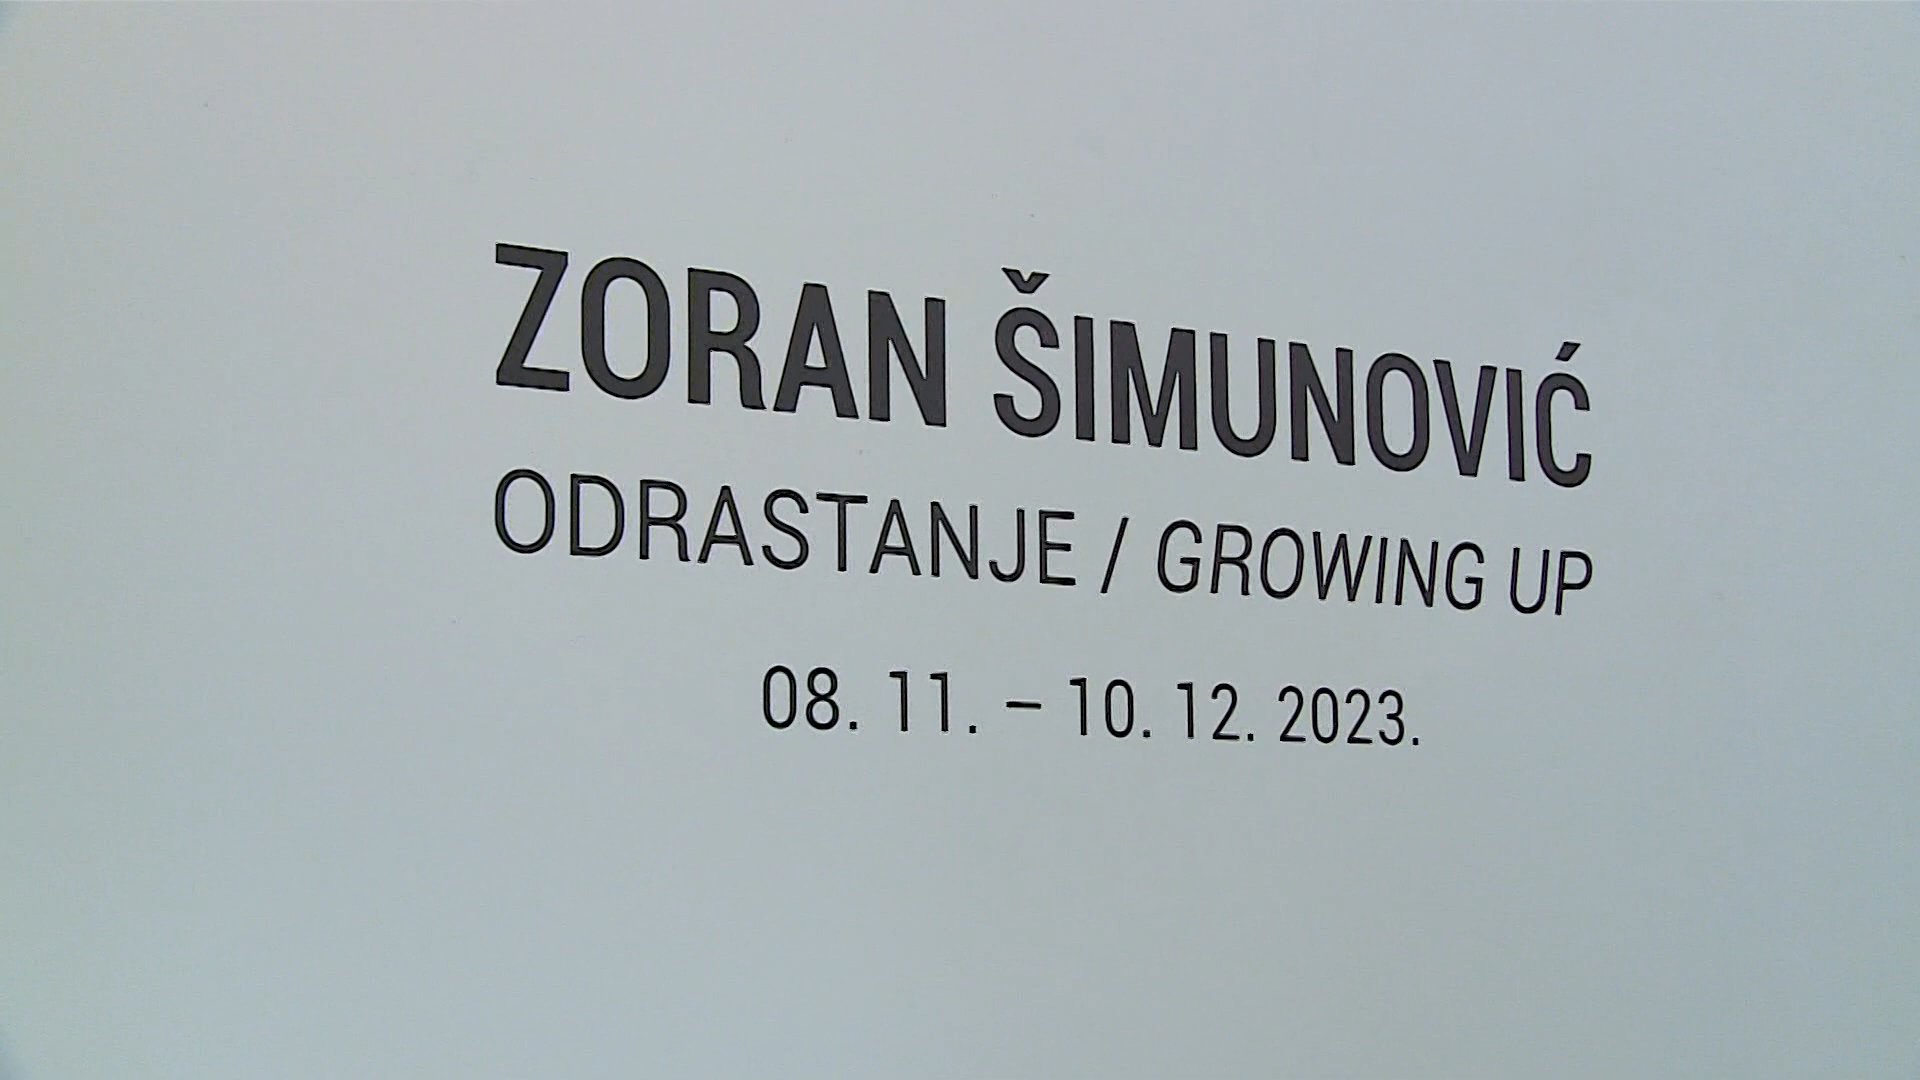 ZORAN ŠIMUNOVIĆ
ODRASTANJE / GROWING UP
08. 11. – 10. 12. 2023.